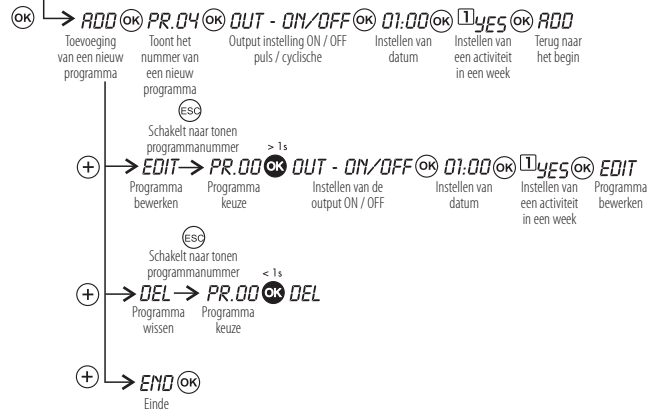 OK ADD OK PR.04 OK OUT - ON/OFF OK 01:00 OK 1 YES OK ADD
Toevoeging van een nieuw programma
Toont het nummer van een nieuw programma
Output instelling ON / OFF puls / cyclische
Instellen van datum
Instellen van een activiteit in een week
Terug naar het begin
ESC
Schakelt naar tonen programmanummer
> 1s
+ EDIT PR.00 OK OUT - ON/OFF OK 01:00 OK 1 YES OK EDIT
Programma bewerken
Programma keuze
Instellen van de output ON / OFF
Instellen van datum
Instellen van een activiteit in een week
Programma bewerken
ESC
Schakelt naar tonen programmanummer
< 1s
+ DEL PR.00 OK DEL
Programma wissen
Programma keuze
+ END OK
Einde